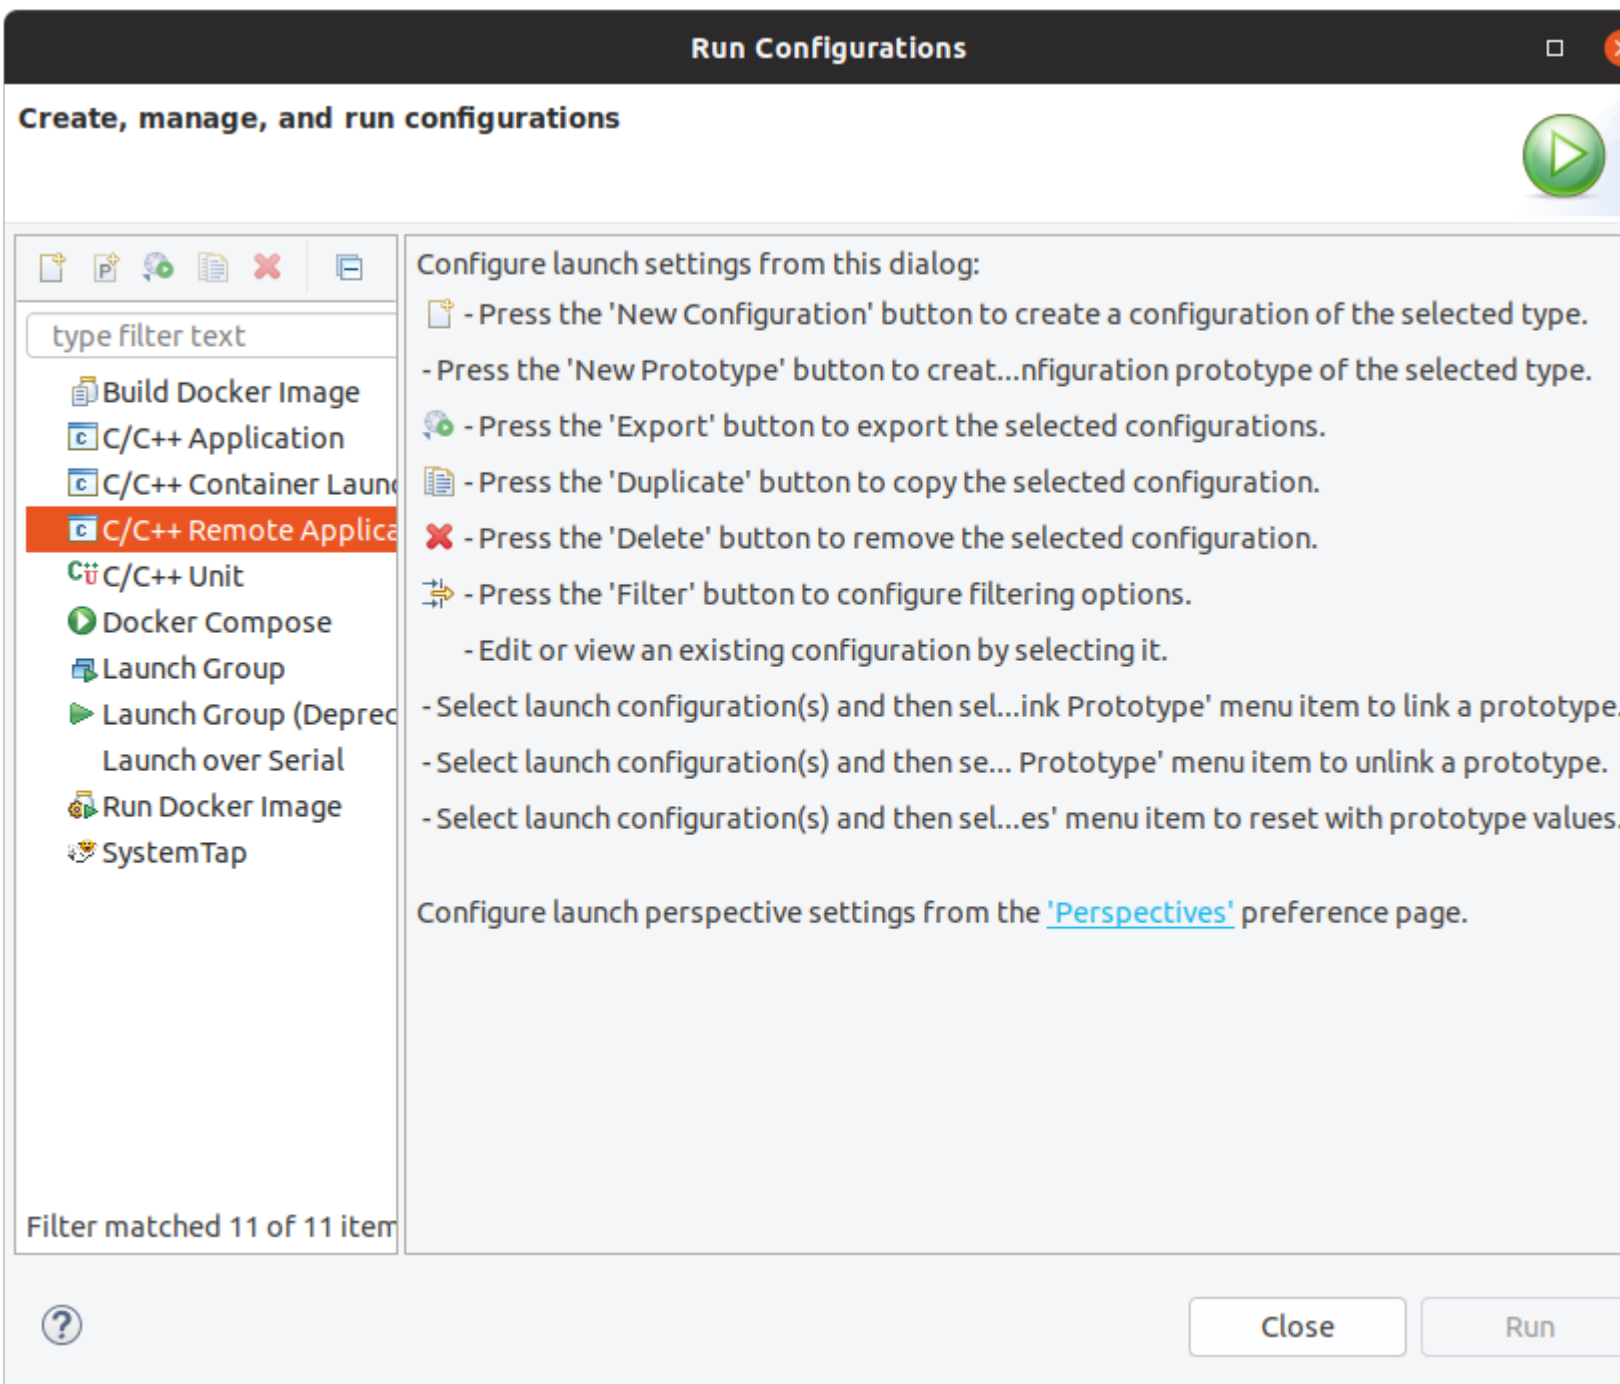 Run Configurations
Create, manage, and run configurations
Configure launch settings from this dialog:
- Press the 'New Configuration' button to create a configuration of the selected type.
- Press the 'New Prototype' button to creat...nfiguration prototype of the selected type.
- Press the 'Export' button to export the selected configurations.
- Press the 'Duplicate' button to copy the selected configuration.
- Press the 'Delete' button to remove the selected configuration.
- Press the 'Filter' button to configure filtering options.
- Edit or view an existing configuration by selecting it.
- Select launch configuration(s) and then sel...ink Prototype' menu item to link a prototype.
- Select launch configuration(s) and then se... Prototype' menu item to unlink a prototype.
- Select launch configuration(s) and then sel...es' menu item to reset with prototype values.
Configure launch perspective settings from the 'Perspectives' preference page.
type filter text
Build Docker Image
C/C++ Application
C/C++ Container Laun
C/C++ Remote Applica
C/C++ Unit
Docker Compose
Launch Group
Launch Group (Deprec
Launch over Serial
Run Docker Image
SystemTap
Filter matched 11 of 11 item
Close
Run